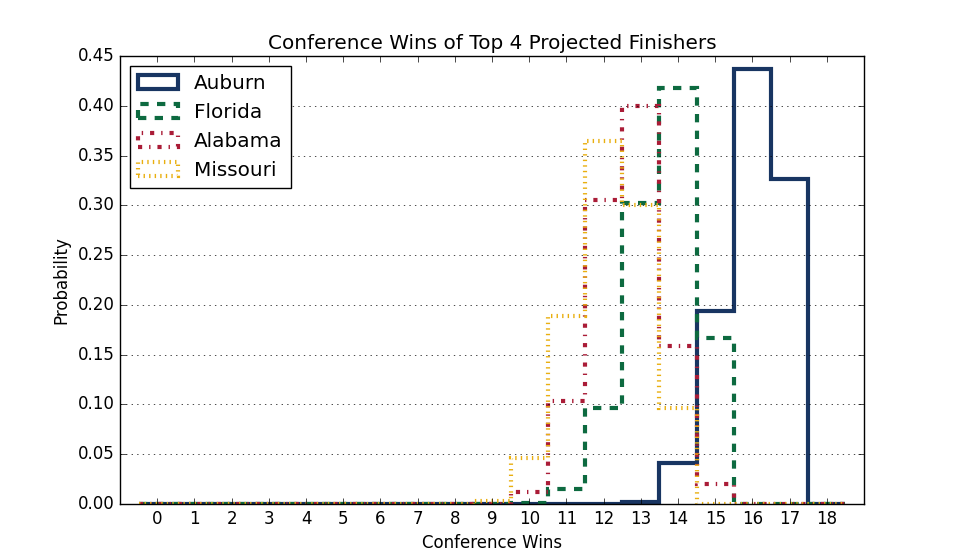 Conference Wins of Top 4 Projected Finishers
0.45
0.40
0.35
0.30
0.25
0.20
0.15
0.10
0.05
0.00
Probability
Auburn
Florida
Alabama
Missouri
0 1 2 3 4 5 6 7 8 9 10 11 12 13 14 15 16 17 18
Conference Wins